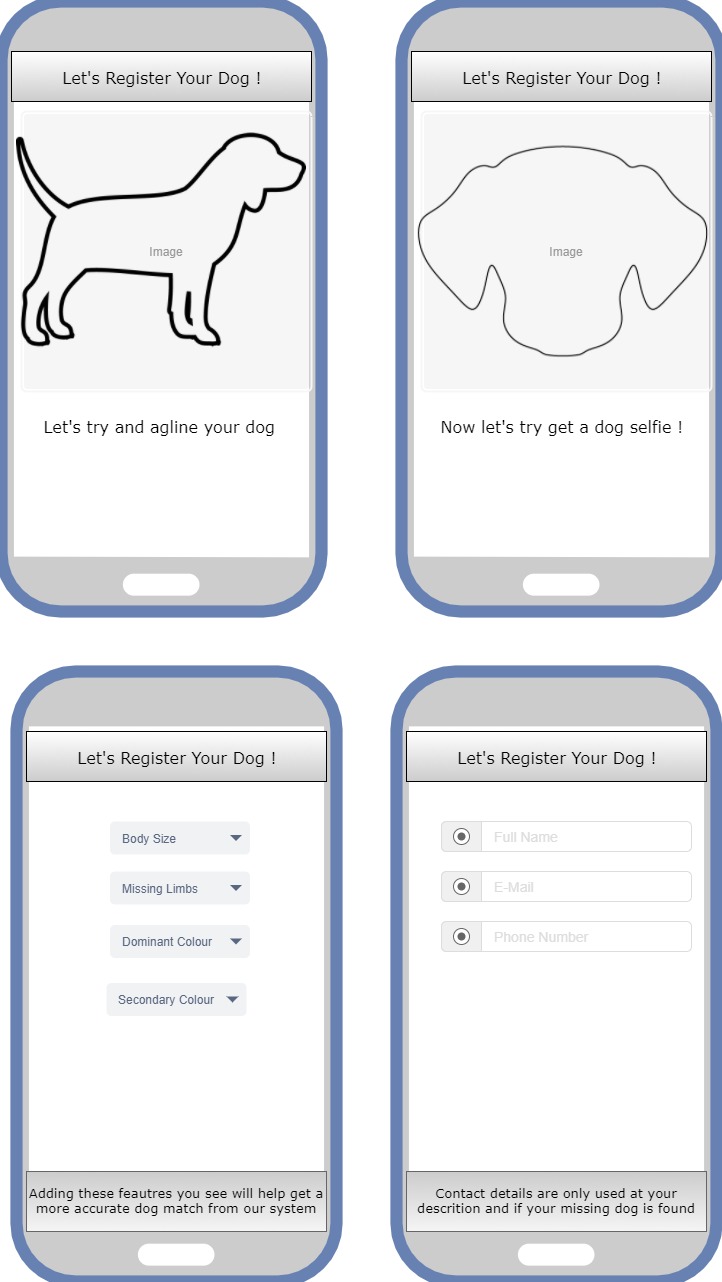 Let's Register Your Dog !
Image
Let's try and agline your dog
Let's Register Your Dog !
Image
Now let's try get a dog selfie !
Let's Register Your Dog !
Body Size
Missing Limbs
Dominant Colour
Secondary Colour
Adding these feautres you see will help get a
more accurate dog match from our system
Let's Register Your Dog !
Full Name
E-Mail
Phone Number
Contact details are only used at your
descrition and if your missing dog is found